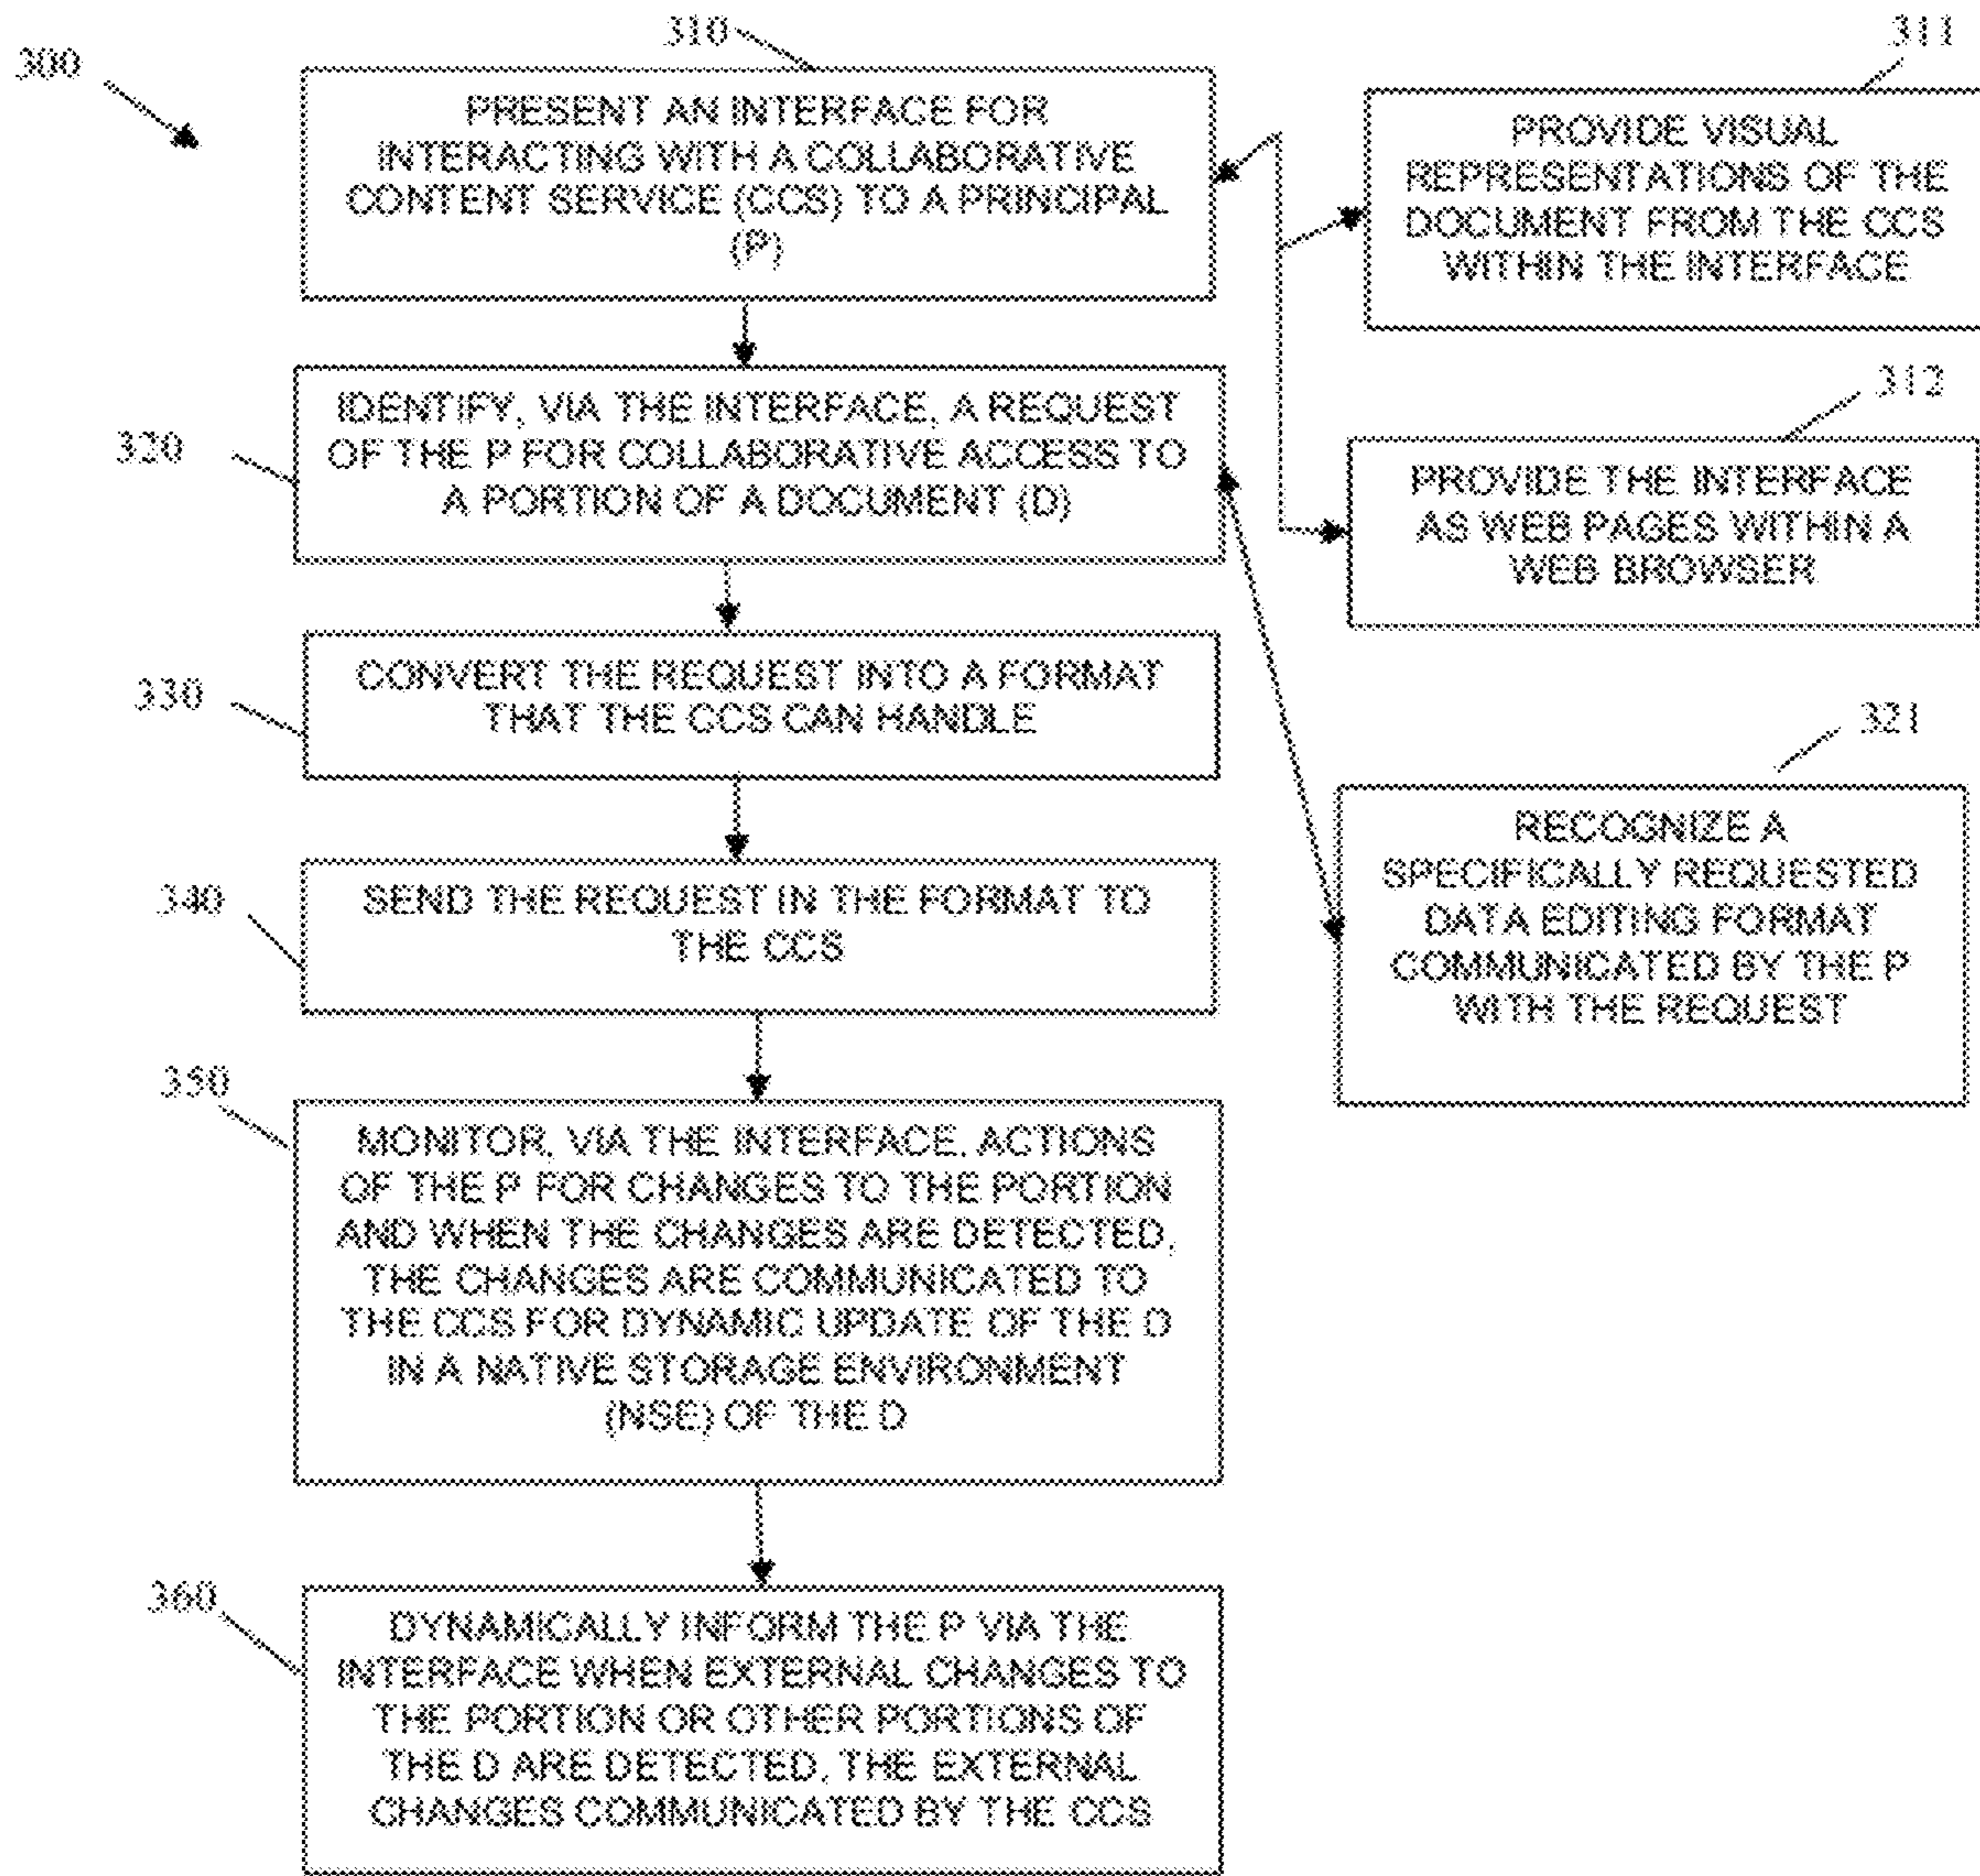 300
310
PRESENT AN INTERFACE FOR
INTERACTING WITH A COLLABORATIVE
CONTENT SERVICE (CCS) TO A PRINCIPAL
(P)
311
PROVIDE VISUAL
REPRESENTATIONS OF THE
DOCUMENT FROM THE CCS
WITHIN THE INTERFACE
312
PROVIDE THE INTERFACE
AS WEB PAGES WITHIN A
WEB BROWSER
320
IDENTIFY, VIA THE INTERFACE, A REQUEST
OF THE P FOR COLLABORATIVE ACCESS TO
A PORTION OF A DOCUMENT (D)
321
RECOGNIZE A
SPECIFICALLY REQUESTED
DATA EDITING FORMAT
COMMUNICATED BY THE P
WITH THE REQUEST
330
CONVERT THE REQUEST INTO A FORMAT
THAT THE CCS CAN HANDLE
340
SEND THE REQUEST IN THE FORMAT TO
THE CCS
350
MONITOR, VIA THE INTERFACE, ACTIONS
OF THE P FOR CHANGES TO THE PORTION
AND WHEN THE CHANGES ARE DETECTED,
THE CHANGES ARE COMMUNICATED TO
THE CCS FOR DYNAMIC UPDATE OF THE D
IN A NATIVE STORAGE ENVIRONMENT
(NSE) OF THE D
360
DYNAMICALLY INFORM THE P VIA THE
INTERFACE WHEN EXTERNAL CHANGES TO
THE PORTION OR OTHER PORTIONS OF
THE D ARE DETECTED, THE EXTERNAL
CHANGES COMMUNICATED BY THE CCS